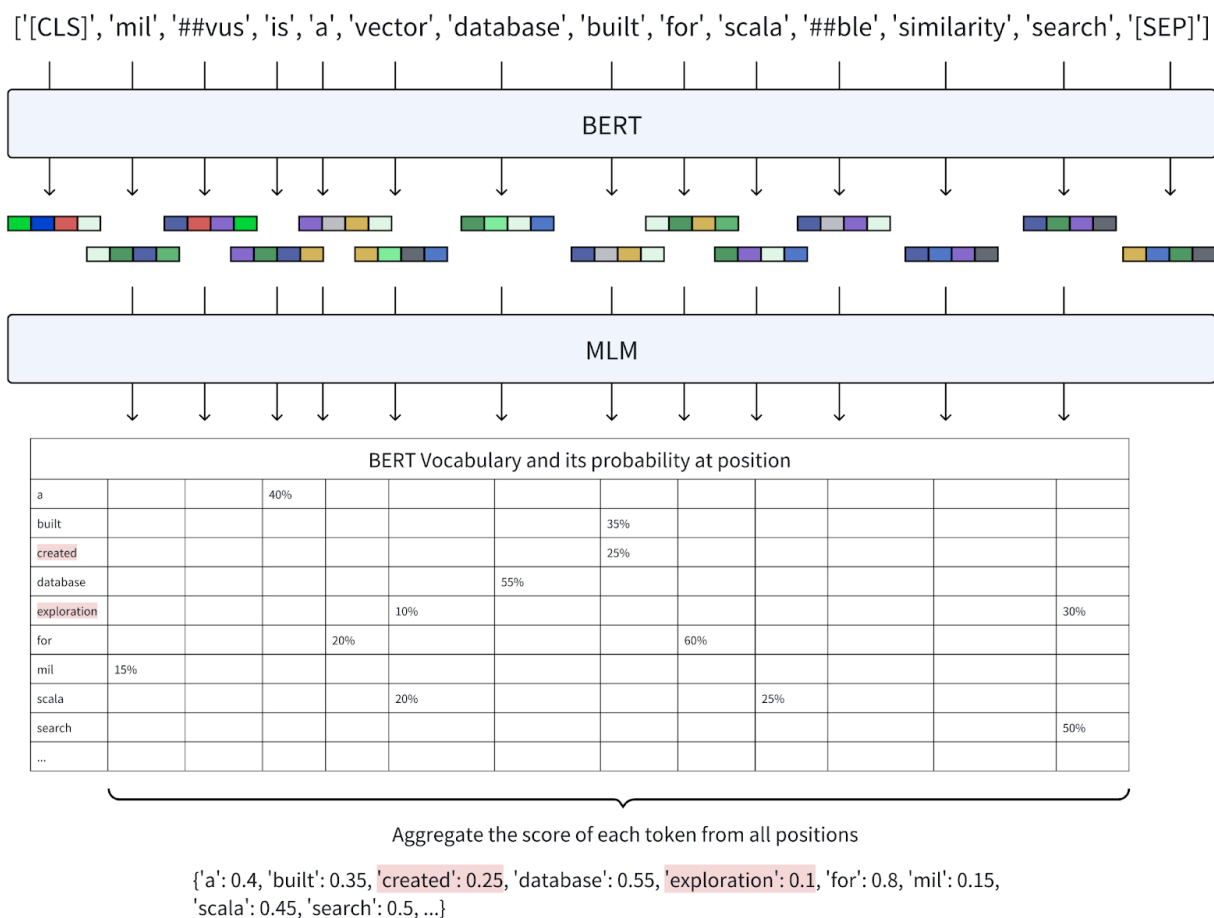 ['[CLS]', 'mil', '##vus', 'is', 'a', 'vector', 'database', 'built', 'for', 'scala', '##ble', 'similarity', 'search', '[SEP]']
BERT
MLM
BERT Vocabulary and its probability at position
a 40%
built 35%
created 25%
database 55%
exploration 10% 30%
for 20% 60%
mil 15%
scala 20% 25%
search 50%
...
Aggregate the score of each token from all positions
{'a': 0.4, 'built': 0.35, 'created': 0.25, 'database': 0.55, 'exploration': 0.1, 'for': 0.8, 'mil': 0.15,
'scala': 0.45, 'search': 0.5, ...}